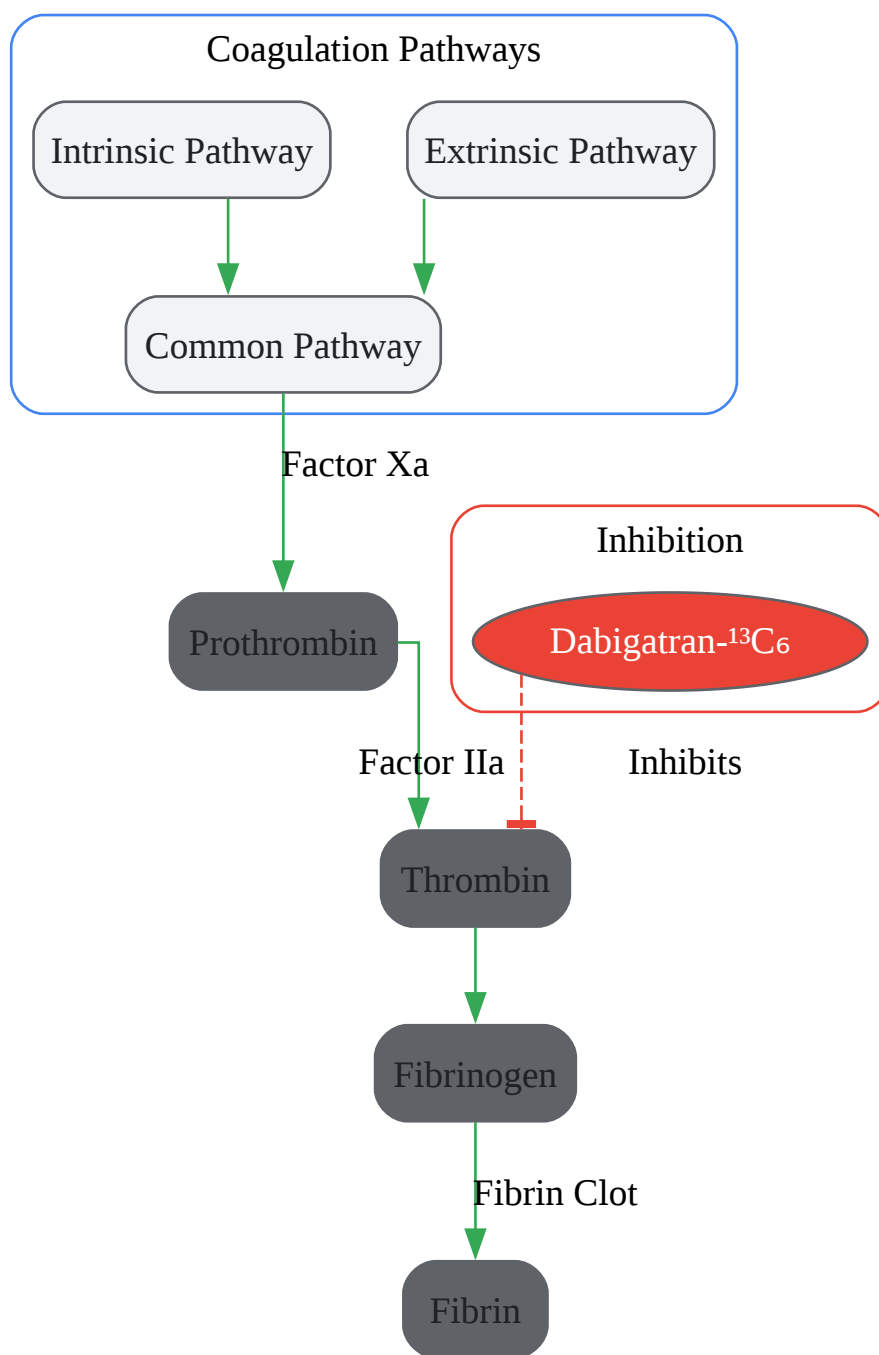 Coagulation Pathways
Intrinsic Pathway
Extrinsic Pathway
Common Pathway
Factor Xa
Inhibition
Prothrombin
Dabigatran-¹³C₆
Factor IIa
Inhibits
Thrombin
Fibrinogen
Fibrin Clot
Fibrin